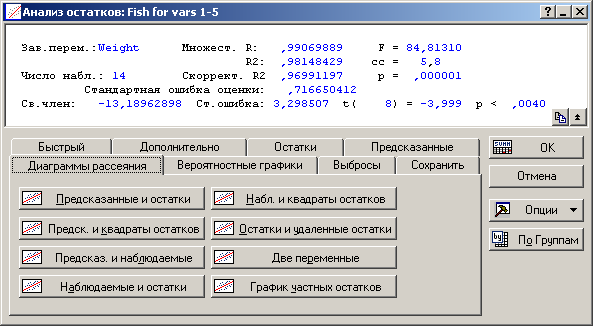 Анализ остатков: Fish for vars 1-5
Зав.перем.:Weight Множест. R: ,99069889 F = 84,81310
R2: ,98148429 сс = 5,8
Число набл.: 14 Скоррект. R2 ,96991197 p = ,000001
Стандартная ошибка оценки: ,716650412
Св.член: -13,18962898 Ст.ошибка: 3,298507 t( 8) = -3,999 p < ,0040
Быстрый Дополнительно Остатки Предсказанные
Диаграммы рассеяния Вероятностные графики Выбросы Сохранить
Предсказанные и остатки Набл. и квадраты остатков
Предск. и квадраты остатков Остатки и удаленные остатки
Предсказ. и наблюдаемые Две переменные
Наблюдаемые и остатки График частных остатков
SUMM OK
Отмена
Опции
by По Группам